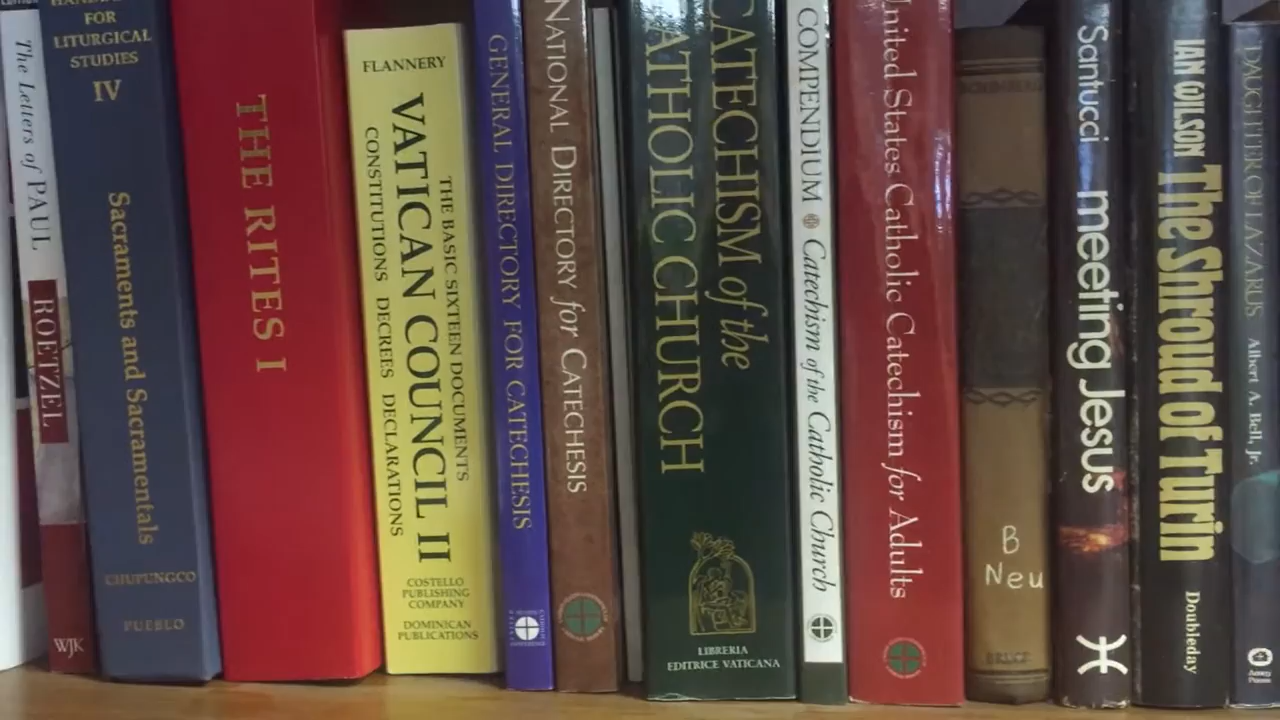 The Letters of PAUL
ROETZEL
WJK
FOR
LITURGICAL
STUDIES
IV
Sacraments and Sacramentals
CHUPUNGCO
PUEBLO
THE RITES I
FLANNERY
VATICAN COUNCIL II
THE BASIC SIXTEEN DOCUMENTS
CONSTITUTIONS DECREES DECLARATIONS
COSTELLO
PUBLISHING
COMPANY
DOMINICAN
PUBLICATIONS
GENERAL DIRECTORY FOR CATECHESIS
NATIONAL DIRECTORY for CATECHESIS
CATECHISM of the
CATHOLIC CHURCH
LIBRERIA
EDITRICE VATICANA
COMPENDIUM Catechism of the Catholic Church
United States Catholic Catechism for Adults
B
Neu
BRUCE
Santucci meeting Jesus
IAN WILSON The Shroud of Turin
Doubleday
DAUGHTER OF LAZARUS Albert A. Bell, Jr.